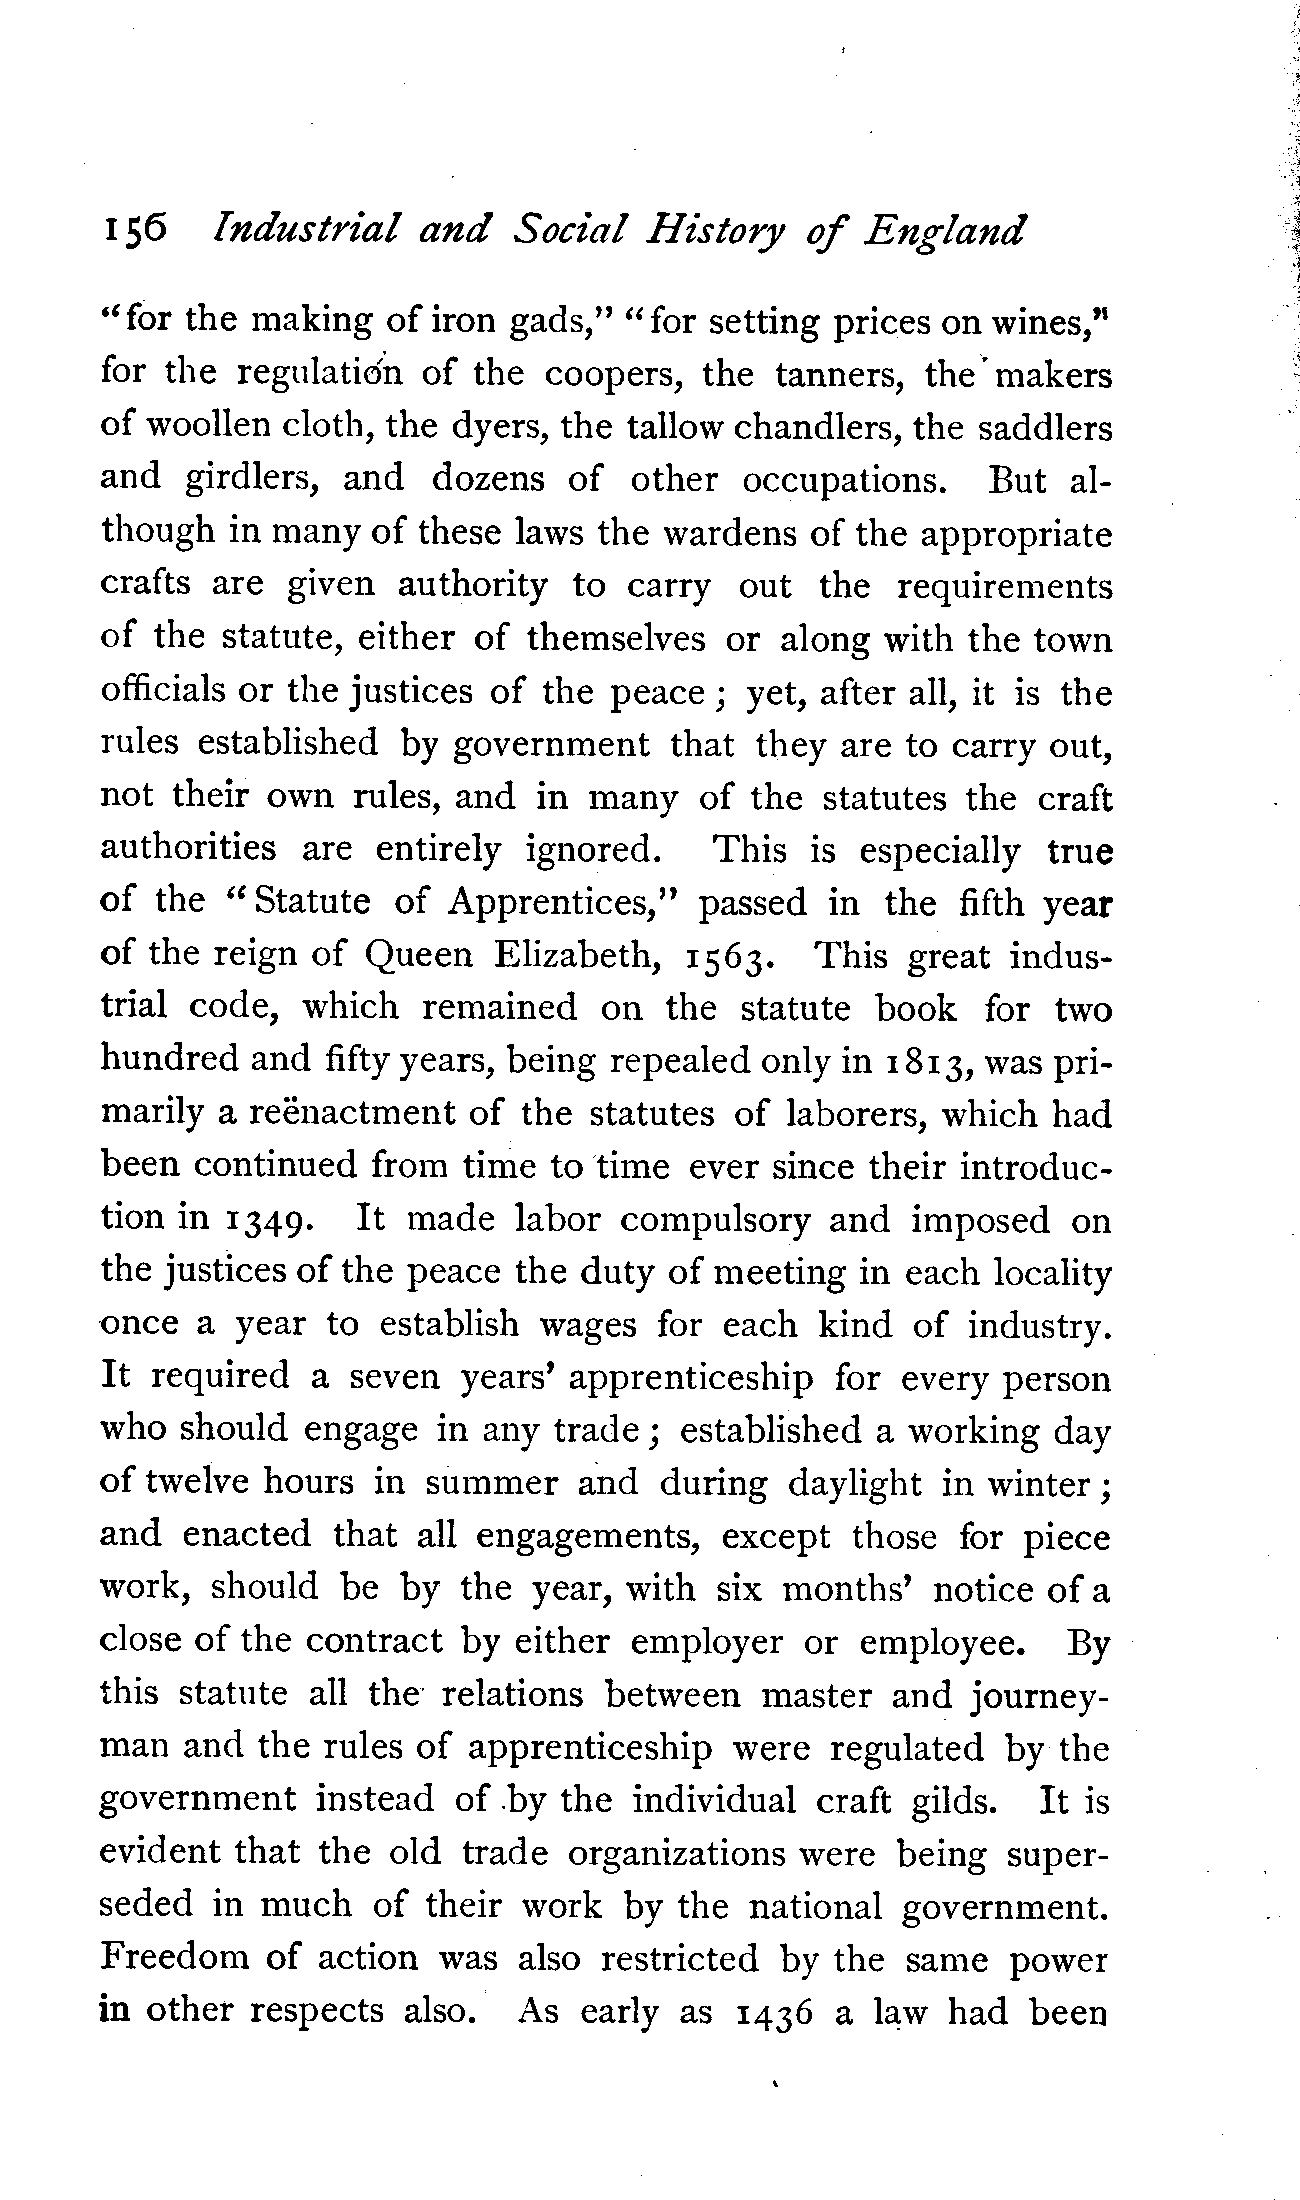 156 Industrial and Social History of England
"for the making of iron gads," "for setting prices on wines,"
for the regulation of the coopers, the tanners, the makers
of woollen cloth, the dyers, the tallow chandlers, the saddlers
and girdlers, and dozens of other occupations. But al-
though in many of these laws the wardens of the appropriate
crafts are given authority to carry out the requirements
of the statute, either of themselves or along with the town
officials or the justices of the peace; yet, after all, it is the
rules established by government that they are to carry out,
not their own rules, and in many of the statutes the craft
authorities are entirely ignored. This is especially true
of the "Statute of Apprentices," passed in the fifth year
of the reign of Queen Elizabeth, 1563. This great indus-
trial code, which remained on the statute book for two
hundred and fifty years, being repealed only in 1813, was pri-
marily a reënactment of the statutes of laborers, which had
been continued from time to time ever since their introduc-
tion in 1349. It made labor compulsory and imposed on
the justices of the peace the duty of meeting in each locality
once a year to establish wages for each kind of industry.
It required a seven years' apprenticeship for every person
who should engage in any trade; established a working day
of twelve hours in summer and during daylight in winter;
and enacted that all engagements, except those for piece
work, should be by the year, with six months' notice of a
close of the contract by either employer or employee. By
this statute all the relations between master and journey-
man and the rules of apprenticeship were regulated by the
government instead of by the individual craft gilds. It is
evident that the old trade organizations were being super-
seded in much of their work by the national government.
Freedom of action was also restricted by the same power
in other respects also. As early as 1436 a law had been